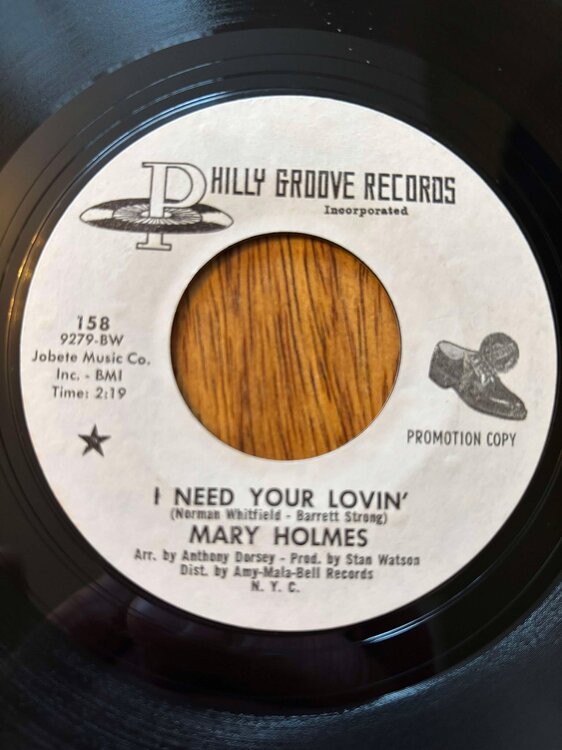 PHILLY GROOVE RECORDS
Incorporated
158
9279-BW
Jobete Music Co.
Inc. - BMI
Time: 2:19
PROMOTION COPY
I NEED YOUR LOVIN'
(Norman Whitfield - Barrett Strong)
MARY HOLMES
Arr. by Anthony Dorsey - Prod. by Stan Watson
Dist. by Amy-Mala-Bell Records
N. Y. C.